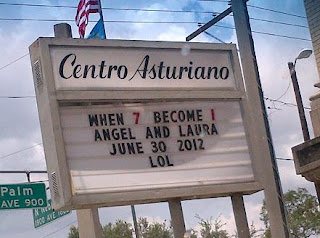 Centro Asturiano
WHEN 7 BECOME 1
ANGEL AND LAURA
JUNE 30 2012
LOL
Palm
AVE 900